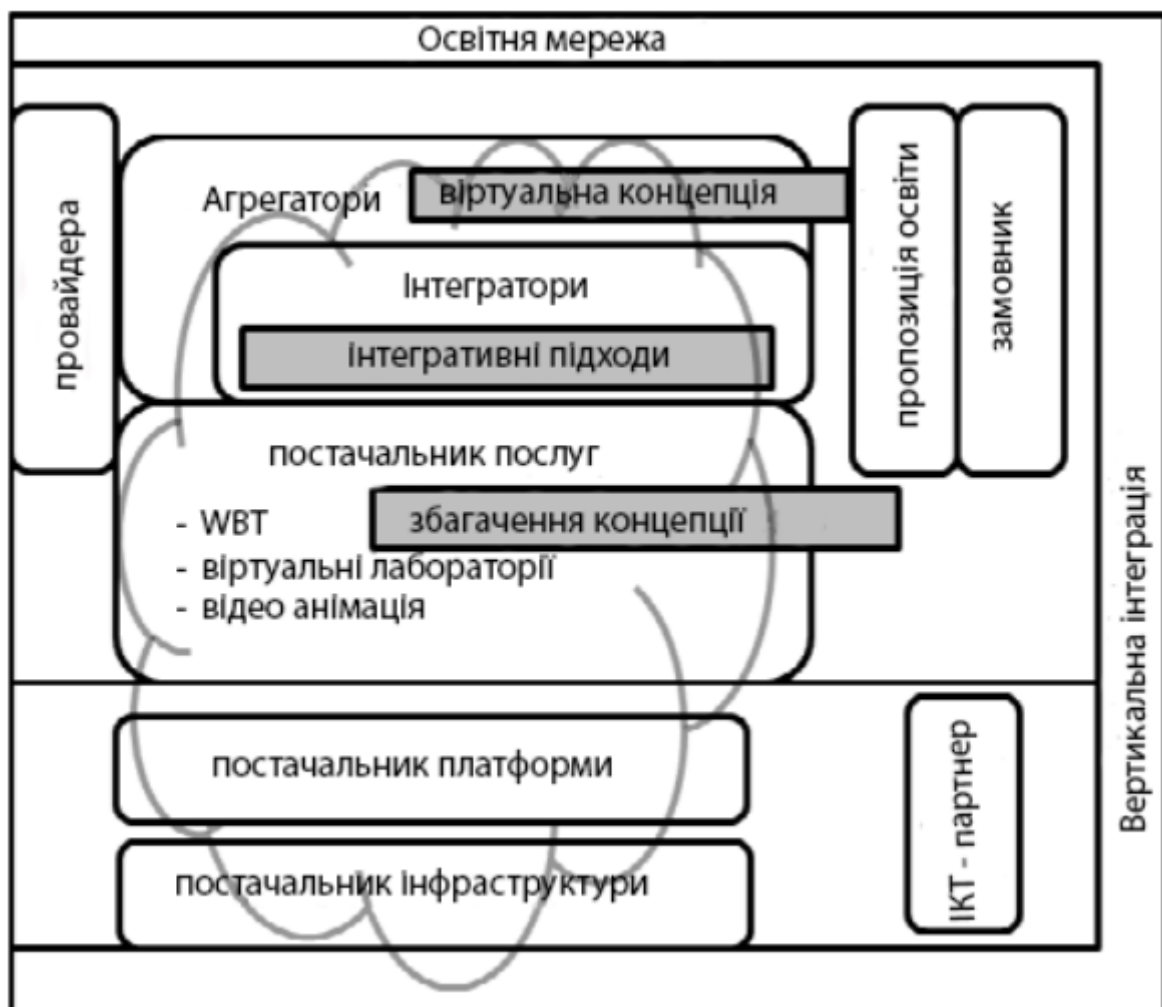 Освітня мережа
провайдера
Агрегатори
віртуальна концепція
Інтегратори
інтегративні підходи
пропозиція освіти
замовник
постачальник послуг
- WBT
збагачення концепції
- віртуальні лабораторії
- відео анімація
Вертикальна інтеграція
постачальник платформи
постачальник інфраструктури
ІКТ - партнер